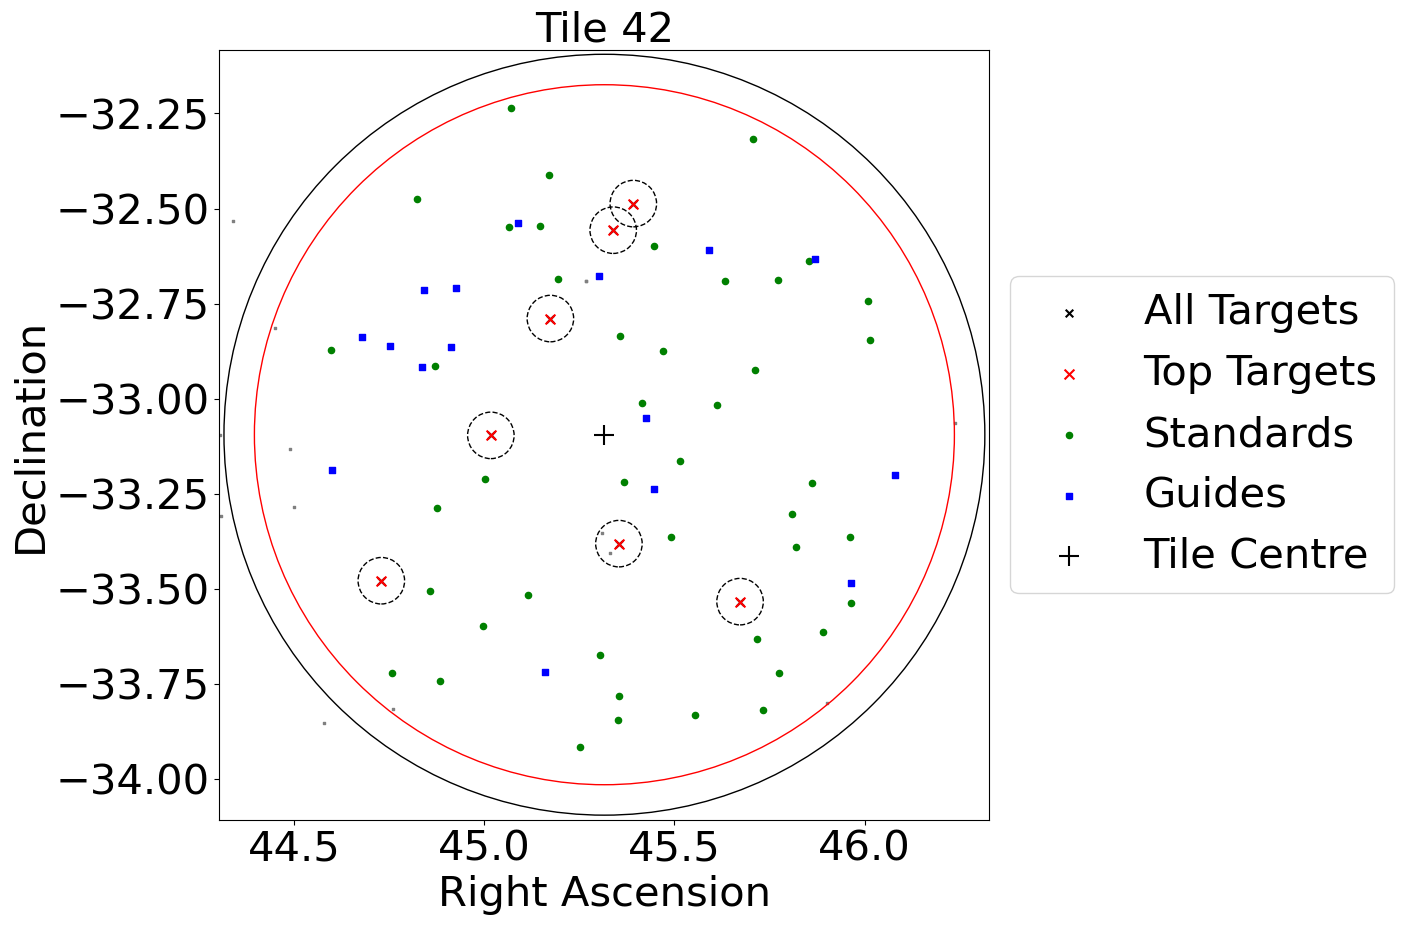 Tile 42
−32.25
−32.50
−32.75
−33.00
−33.25
−33.50
−33.75
−34.00
Declination
44.5 45.0 45.5 46.0
Right Ascension
All Targets
Top Targets
Standards
Guides
Tile Centre